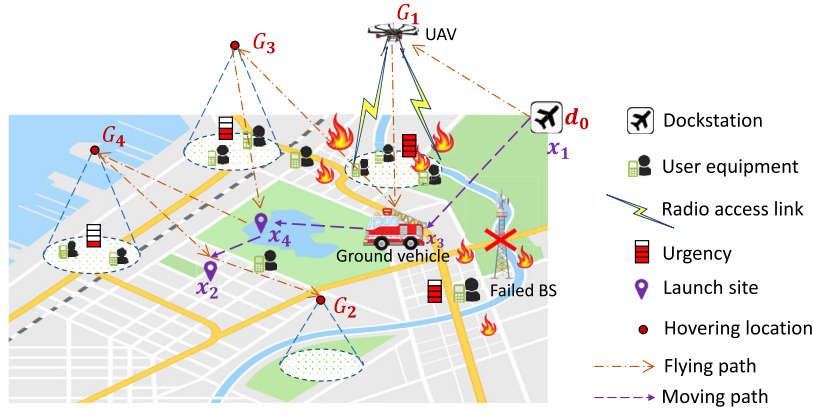 G₁
UAV
G₃
d₀
x₁
G₄
x₄
x₃
Ground vehicle
x₂
G₂
Failed BS
Dockstation
User equipment
Radio access link
Urgency
Launch site
Hovering location
Flying path
Moving path